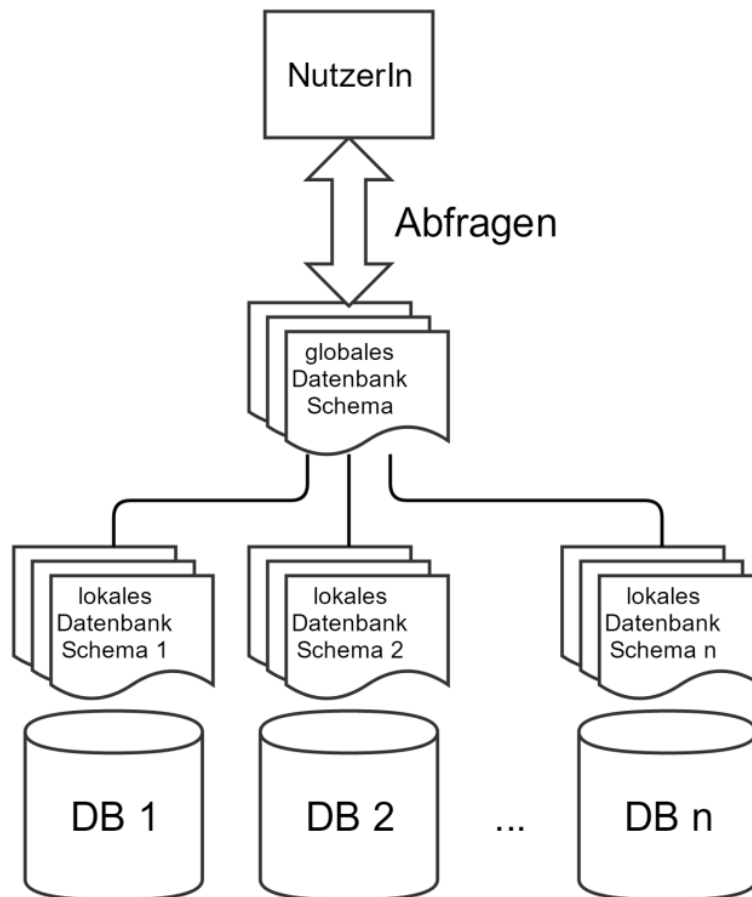 NutzerIn
Abfragen
globales
Datenbank
Schema
lokales
Datenbank
Schema 1
lokales
Datenbank
Schema 2
lokales
Datenbank
Schema n
DB 1
DB 2
...
DB n